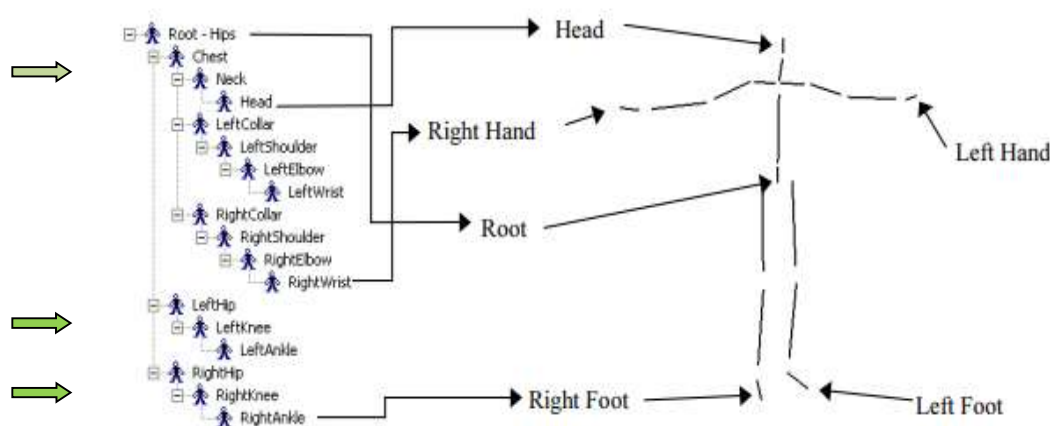 Root - Hips
Chest
Neck
Head
LeftCollar
LeftShoulder
LeftElbow
LeftWrist
RightCollar
RightShoulder
RightElbow
RightWrist
LeftHip
LeftKnee
LeftAnkle
RightHip
RightKnee
RightAnkle
Head
Right Hand
Left Hand
Root
Right Foot
Left Foot